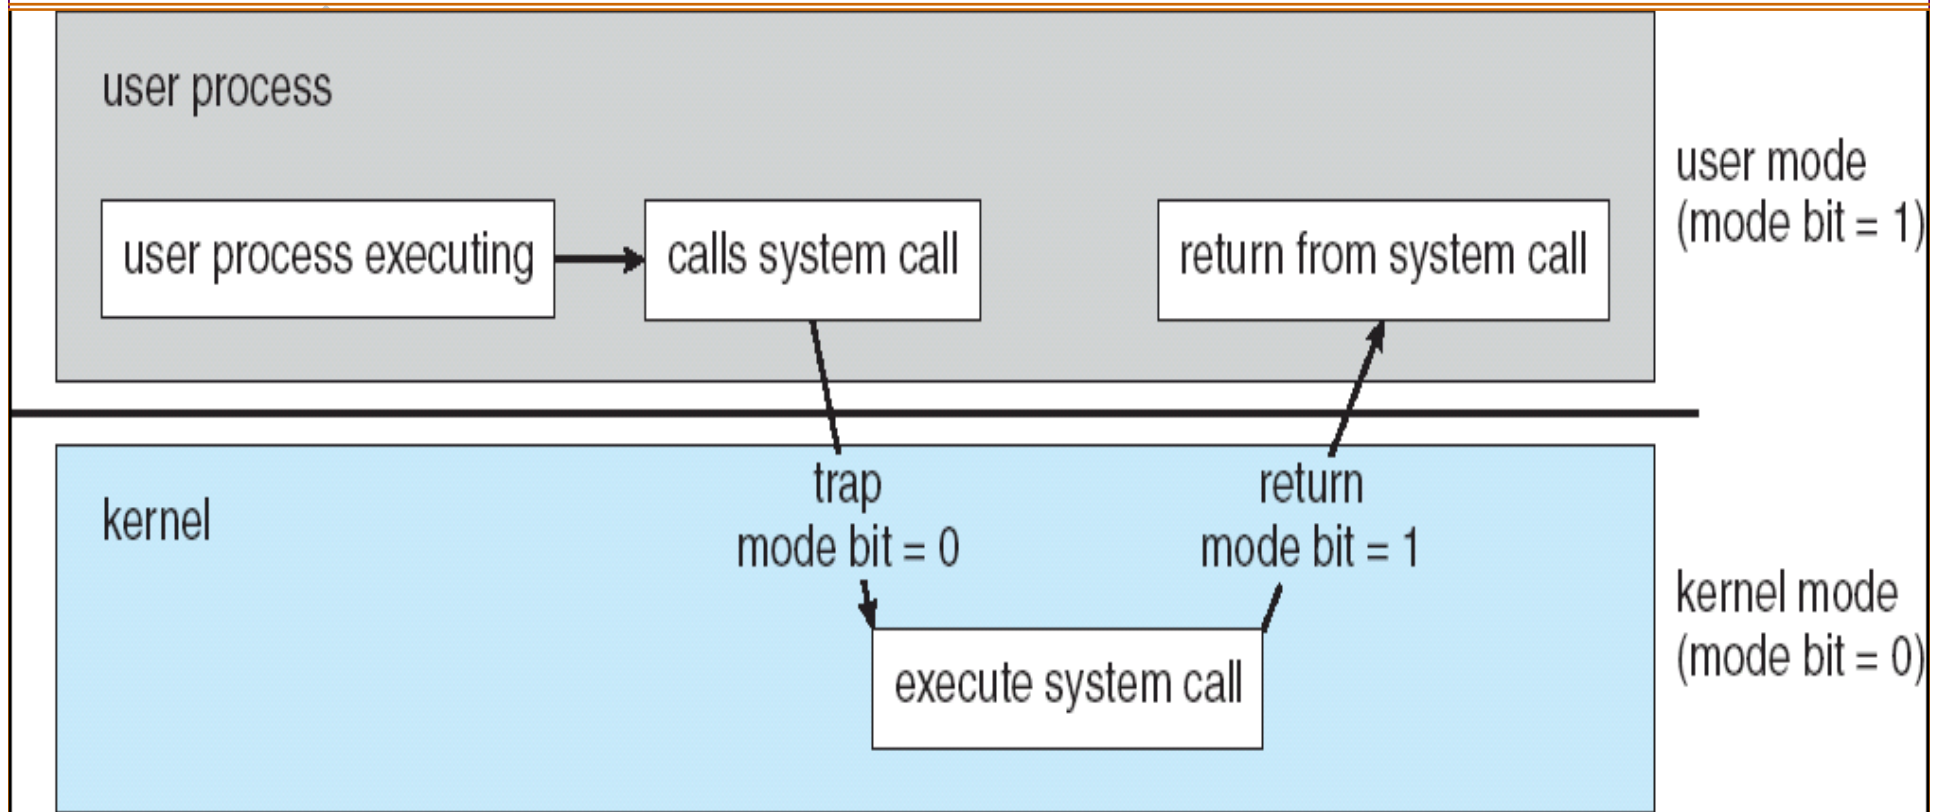 user process
user process executing
calls system call
return from system call
user mode
(mode bit = 1)
kernel
trap
mode bit = 0
return
mode bit = 1
execute system call
kernel mode
(mode bit = 0)